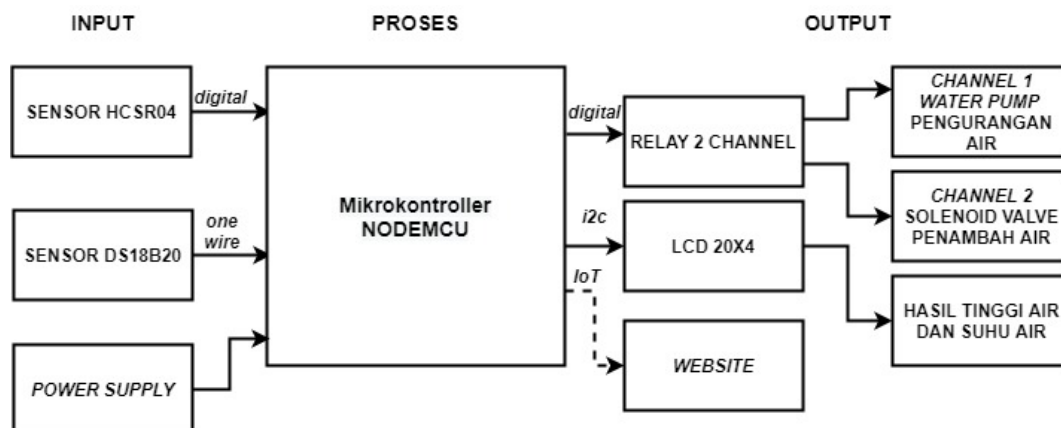 INPUT
PROSES
OUTPUT
SENSOR HCSR04
digital
SENSOR DS18B20
one
wire
POWER SUPPLY
Mikrokontroller
NODEMCU
digital
RELAY 2 CHANNEL
i2c
LCD 20X4
IoT
WEBSITE
CHANNEL 1
WATER PUMP
PENGURANGAN
AIR
CHANNEL 2
SOLENOID VALVE
PENAMBAH AIR
HASIL TINGGI AIR
DAN SUHU AIR